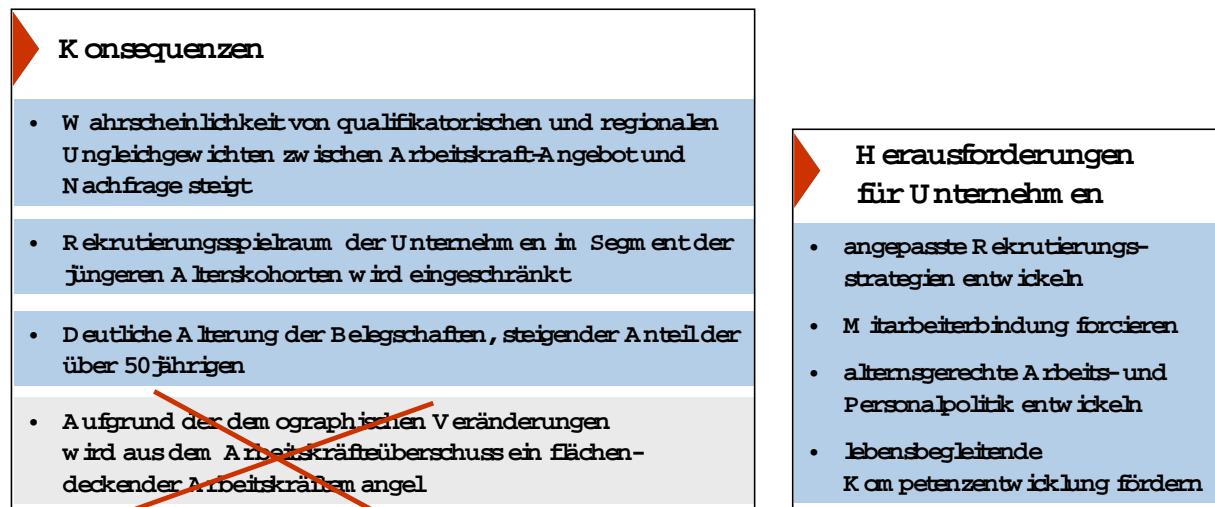 Konsequenzen
• Wahrscheinlichkeit von qualifikatorischen und regionalen
Ungleichgewichten zwischen Arbeitskraft-Angebot und
Nachfrage steigt
• Rekrutierungsspielraum der Unternehmen im Segment der
jüngeren Alterskohorten wird eingeschränkt
• Deutliche Alterung der Belegschaften, steigender Anteil der
über 50jährigen
• Aufgrund der demographischen Veränderungen
wird aus dem Arbeitskräfteüberschuss ein flächen-
deckender Arbeitskräftemangel
Herausforderungen
für Unternehmen
• angepasste Rekrutierungs-
strategien entwickeln
• Mitarbeiterbindung forcieren
• alternsgerechte Arbeits- und
Personalpolitik entwickeln
• lebensbegleitende
Kompetenzentwicklung fördern